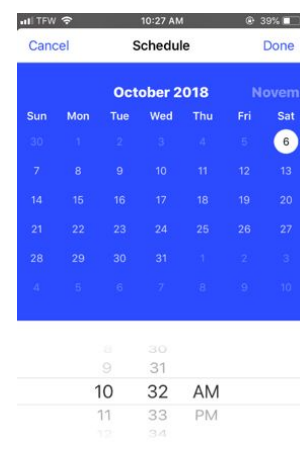 TFW 10:27 AM 39%
Cancel Schedule Done
October 2018 Novem
Sun Mon Tue Wed Thu Fri Sat
30 1 2 3 4 5 6
7 8 9 10 11 12 13
14 15 16 17 18 19 20
21 22 23 24 25 26 27
28 29 30 31 1 2 3
4 5 6 7 8 9 10
8 30
9 31
10 32 AM
11 33 PM
12 34